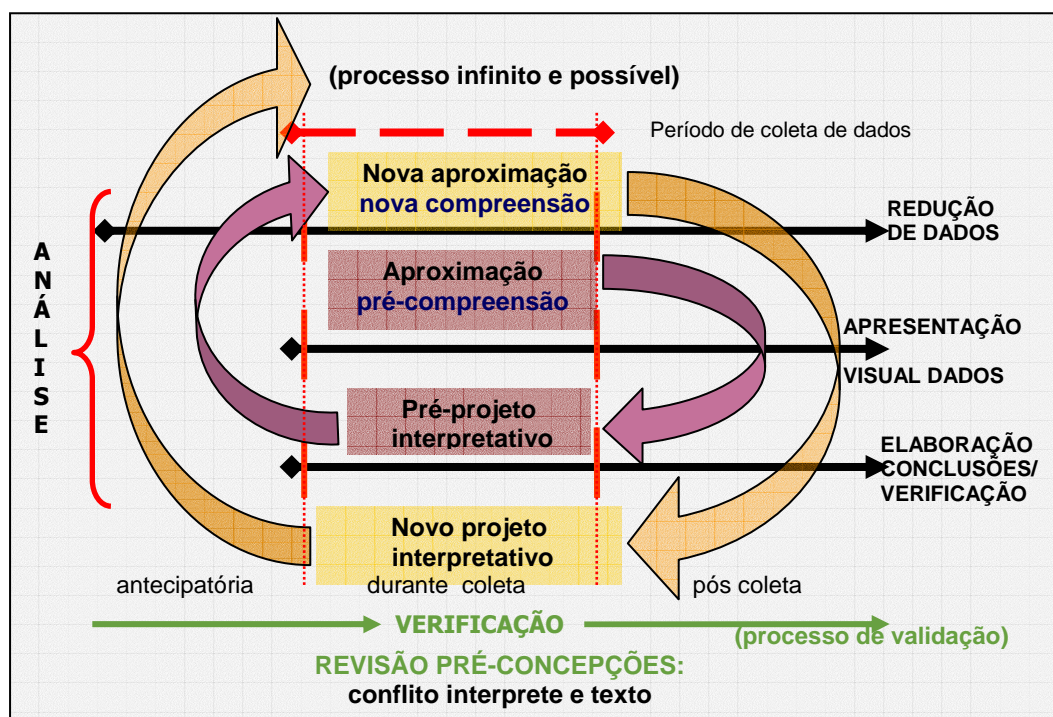 (processo infinito e possível)
Período de coleta de dados
Nova aproximação
nova compreensão
REDUÇÃO
DE DADOS
ANÁLISE
Aproximação
pré-compreensão
APRESENTAÇÃO
VISUAL DADOS
Pré-projeto
interpretativo
ELABORAÇÃO
CONCLUSÕES/
VERIFICAÇÃO
Novo projeto
interpretativo
antecipatória
durante coleta
pós coleta
VERIFICAÇÃO
(processo de validação)
REVISÃO PRÉ-CONCEPÇÕES:
conflito interprete e texto